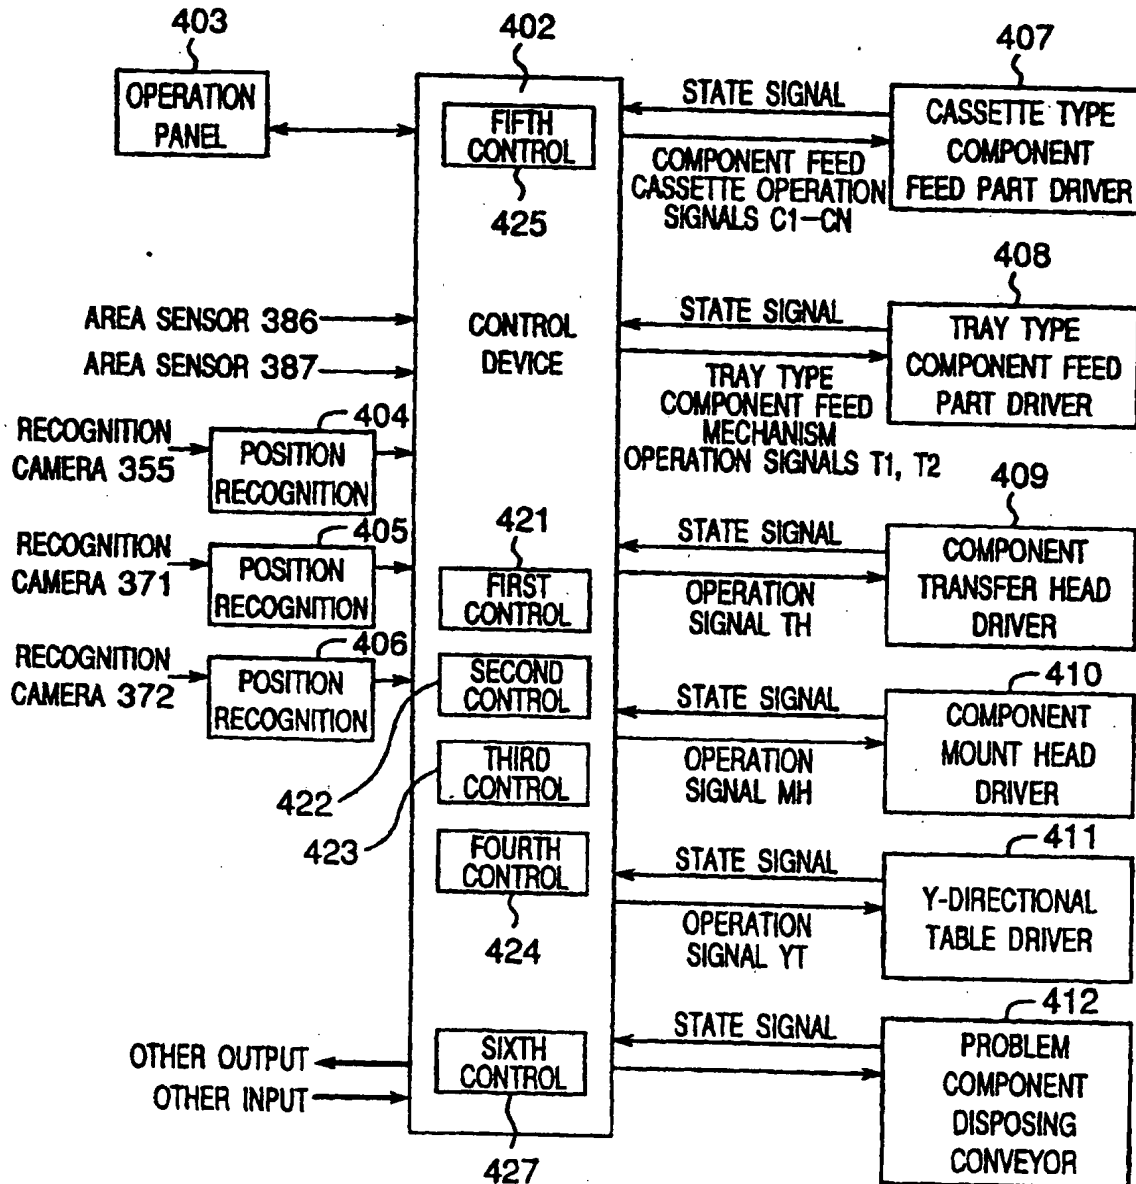 403
OPERATION
PANEL
402
FIFTH
CONTROL
425
STATE SIGNAL
COMPONENT FEED
CASSETTE OPERATION
SIGNALS C1-CN
407
CASSETTE TYPE
COMPONENT
FEED PART DRIVER
AREA SENSOR 386
AREA SENSOR 387
CONTROL
DEVICE
STATE SIGNAL
TRAY TYPE
COMPONENT FEED
MECHANISM
OPERATION SIGNALS T1, T2
408
TRAY TYPE
COMPONENT FEED
PART DRIVER
RECOGNITION
CAMERA 355
404
POSITION
RECOGNITION
RECOGNITION
CAMERA 371
405
POSITION
RECOGNITION
RECOGNITION
CAMERA 372
406
POSITION
RECOGNITION
421
FIRST
CONTROL
SECOND
CONTROL
422
THIRD
CONTROL
423
FOURTH
CONTROL
424
STATE SIGNAL
OPERATION
SIGNAL TH
409
COMPONENT
TRANSFER HEAD
DRIVER
STATE SIGNAL
OPERATION
SIGNAL MH
410
COMPONENT
MOUNT HEAD
DRIVER
STATE SIGNAL
OPERATION
SIGNAL YT
411
Y-DIRECTIONAL
TABLE DRIVER
OTHER OUTPUT
OTHER INPUT
SIXTH
CONTROL
427
STATE SIGNAL
412
PROBLEM
COMPONENT
DISPOSING
CONVEYOR